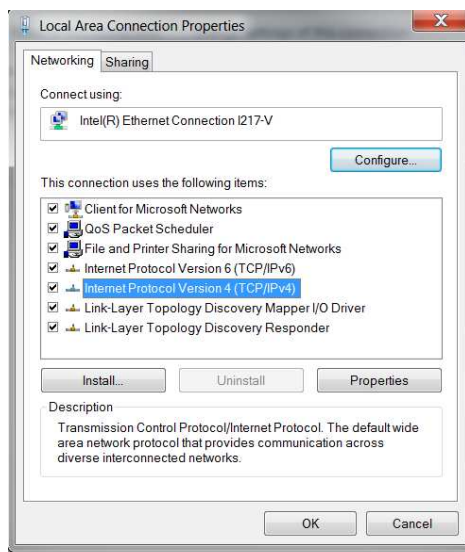 Local Area Connection Properties
X
Networking Sharing
Connect using:
Intel(R) Ethernet Connection I217-V
Configure...
This connection uses the following items:
Client for Microsoft Networks
QoS Packet Scheduler
File and Printer Sharing for Microsoft Networks
Internet Protocol Version 6 (TCP/IPv6)
Internet Protocol Version 4 (TCP/IPv4)
Link-Layer Topology Discovery Mapper I/O Driver
Link-Layer Topology Discovery Responder
Install... Uninstall Properties
Description
Transmission Control Protocol/Internet Protocol. The default wide
area network protocol that provides communication across
diverse interconnected networks.
OK Cancel